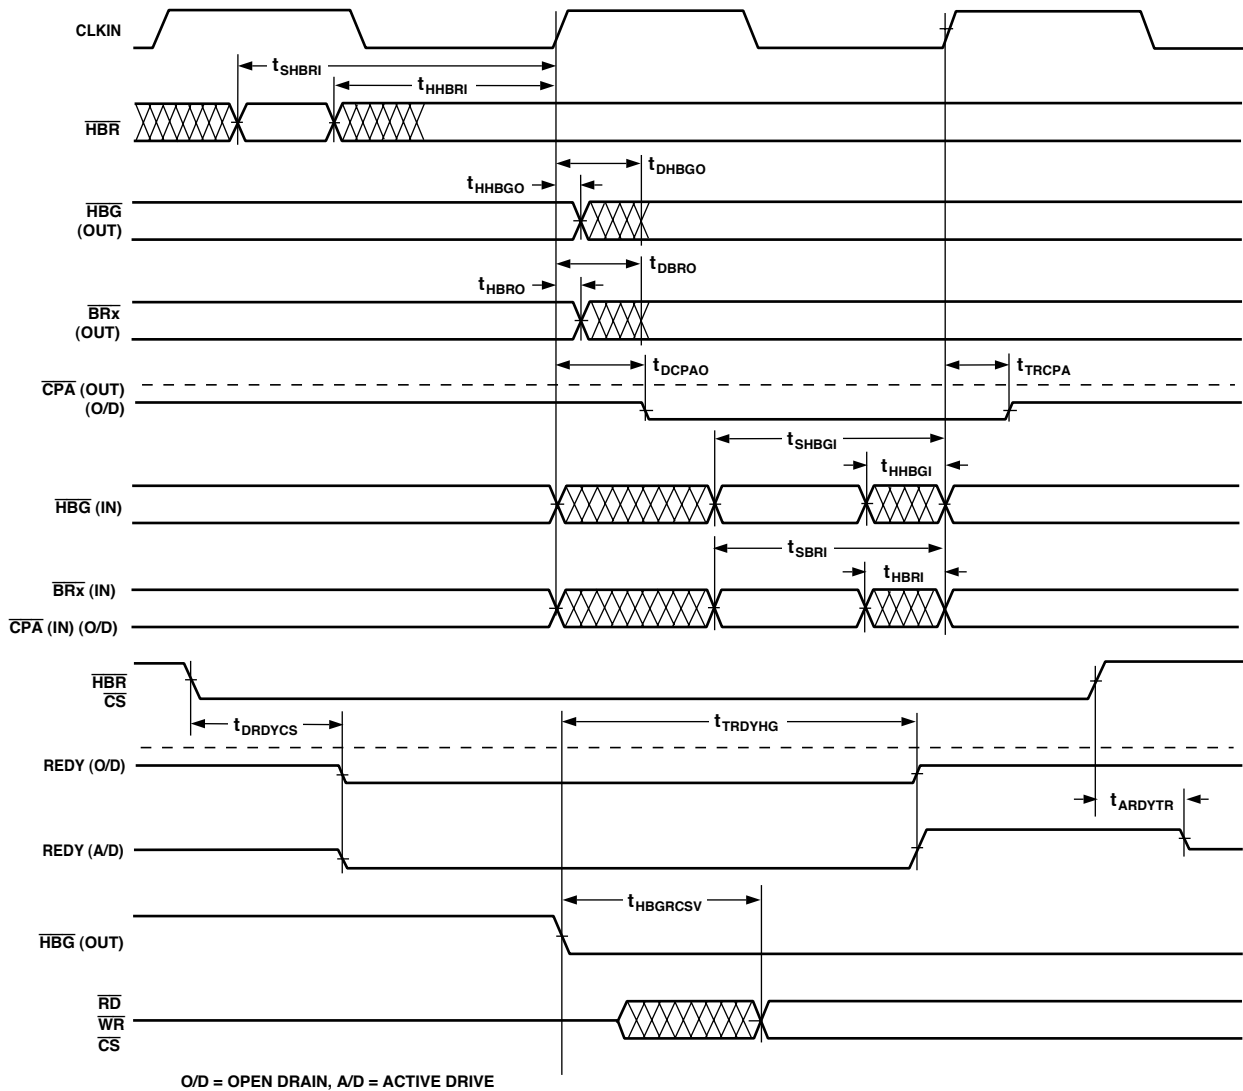 CLKIN
tSHBRI
tHHBRI
HBR
tDHBGO
tHHBGO
HBG
(OUT)
tDBRO
tHBRO
BRx
(OUT)
tDCPAO
tTRCPA
CPA (OUT)
(O/D)
tSHBGI
tHHBGI
HBG (IN)
tSBRI
tHBRI
BRx (IN)
CPA (IN) (O/D)
HBR
CS
tDRDYCS
tTRDYHG
REDY (O/D)
tARDYTR
REDY (A/D)
tHBGRCSV
HBG (OUT)
RD
WR
CS
O/D = OPEN DRAIN, A/D = ACTIVE DRIVE